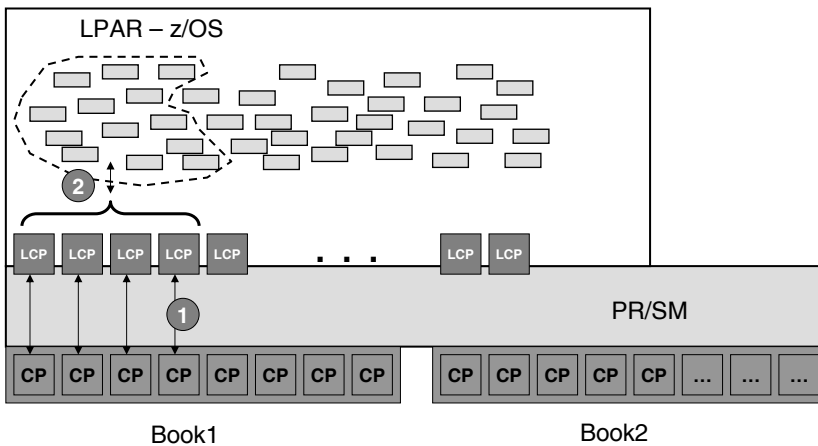 LPAR – z/OS
2
LCP LCP LCP LCP LCP . . . LCP LCP
1
PR/SM
CP CP CP CP CP CP CP CP CP CP CP CP CP ... ... ...
Book1 Book2